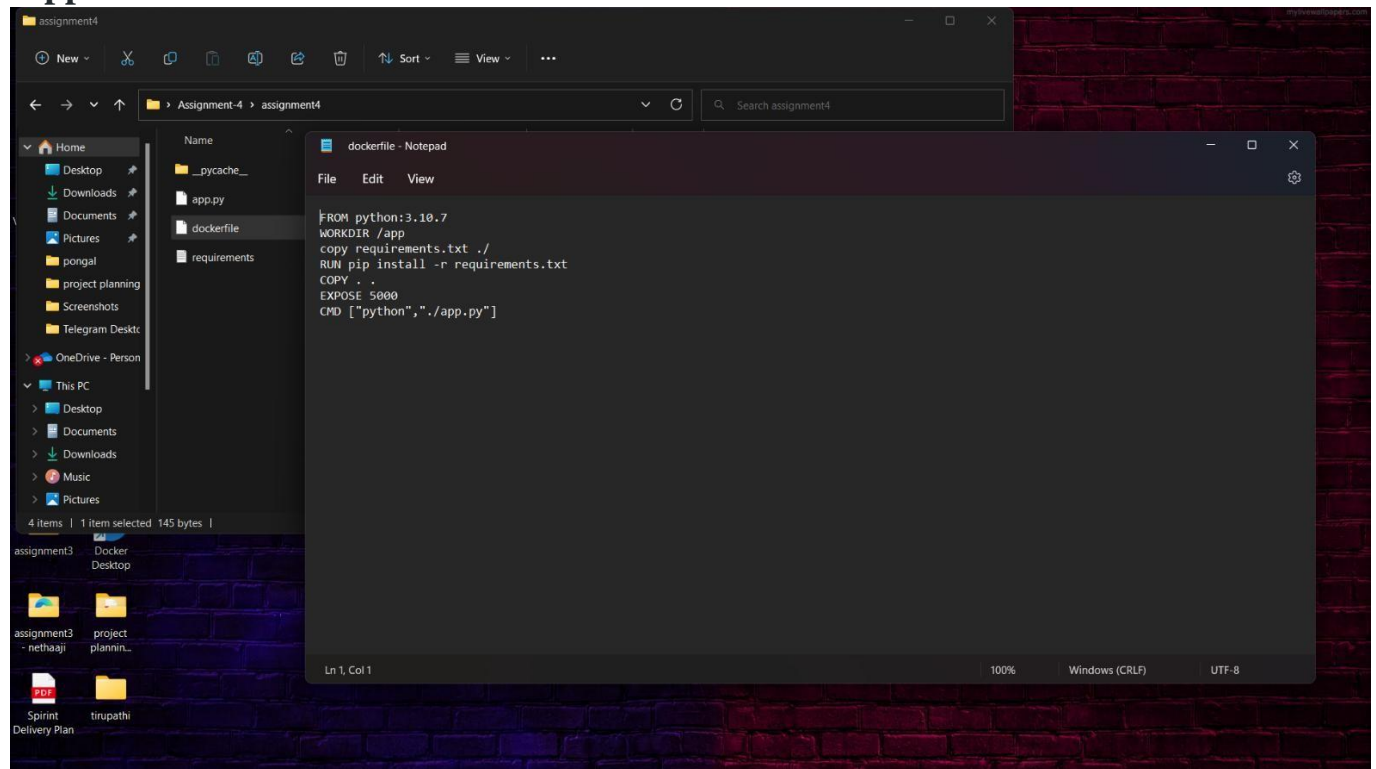 assignment4
mylivewallpapers.com
New
Sort
View
Assignment-4 > assignment4
Search assignment4
Name
Home
Desktop
Downloads
Documents
Pictures
pongal
project planning
Screenshots
Telegram Deskt
OneDrive - Person
This PC
Desktop
Documents
Downloads
Music
Pictures
__pycache__
app.py
dockerfile
requirements
4 items | 1 item selected 145 bytes |
dockerfile - Notepad
File Edit View
FROM python:3.10.7
WORKDIR /app
copy requirements.txt ./
RUN pip install -r requirements.txt
COPY . .
EXPOSE 5000
CMD ["python","./app.py"]
Ln 1, Col 1
100%
Windows (CRLF)
UTF-8
assignment3
Docker
Desktop
assignment3
- nethaaji
project
plannin...
PDF
Spirint
Delivery Plan
tirupathi